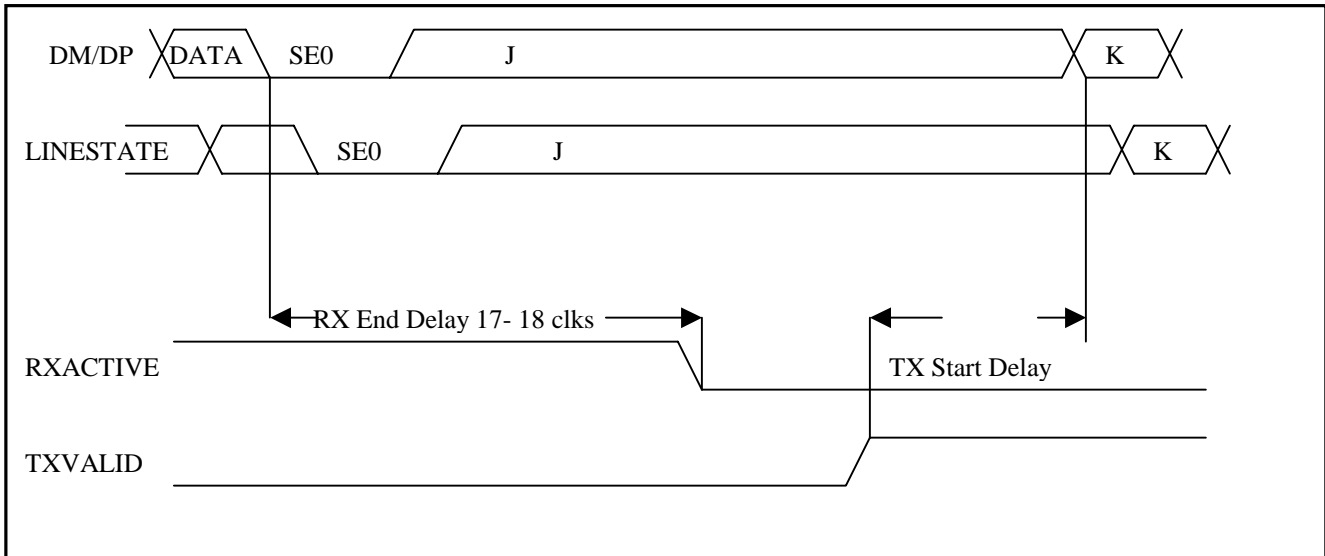 DM/DP DATA SE0 J K
LINESTATE SE0 J K
RX End Delay 17- 18 clks
RXACTIVE TX Start Delay
TXVALID